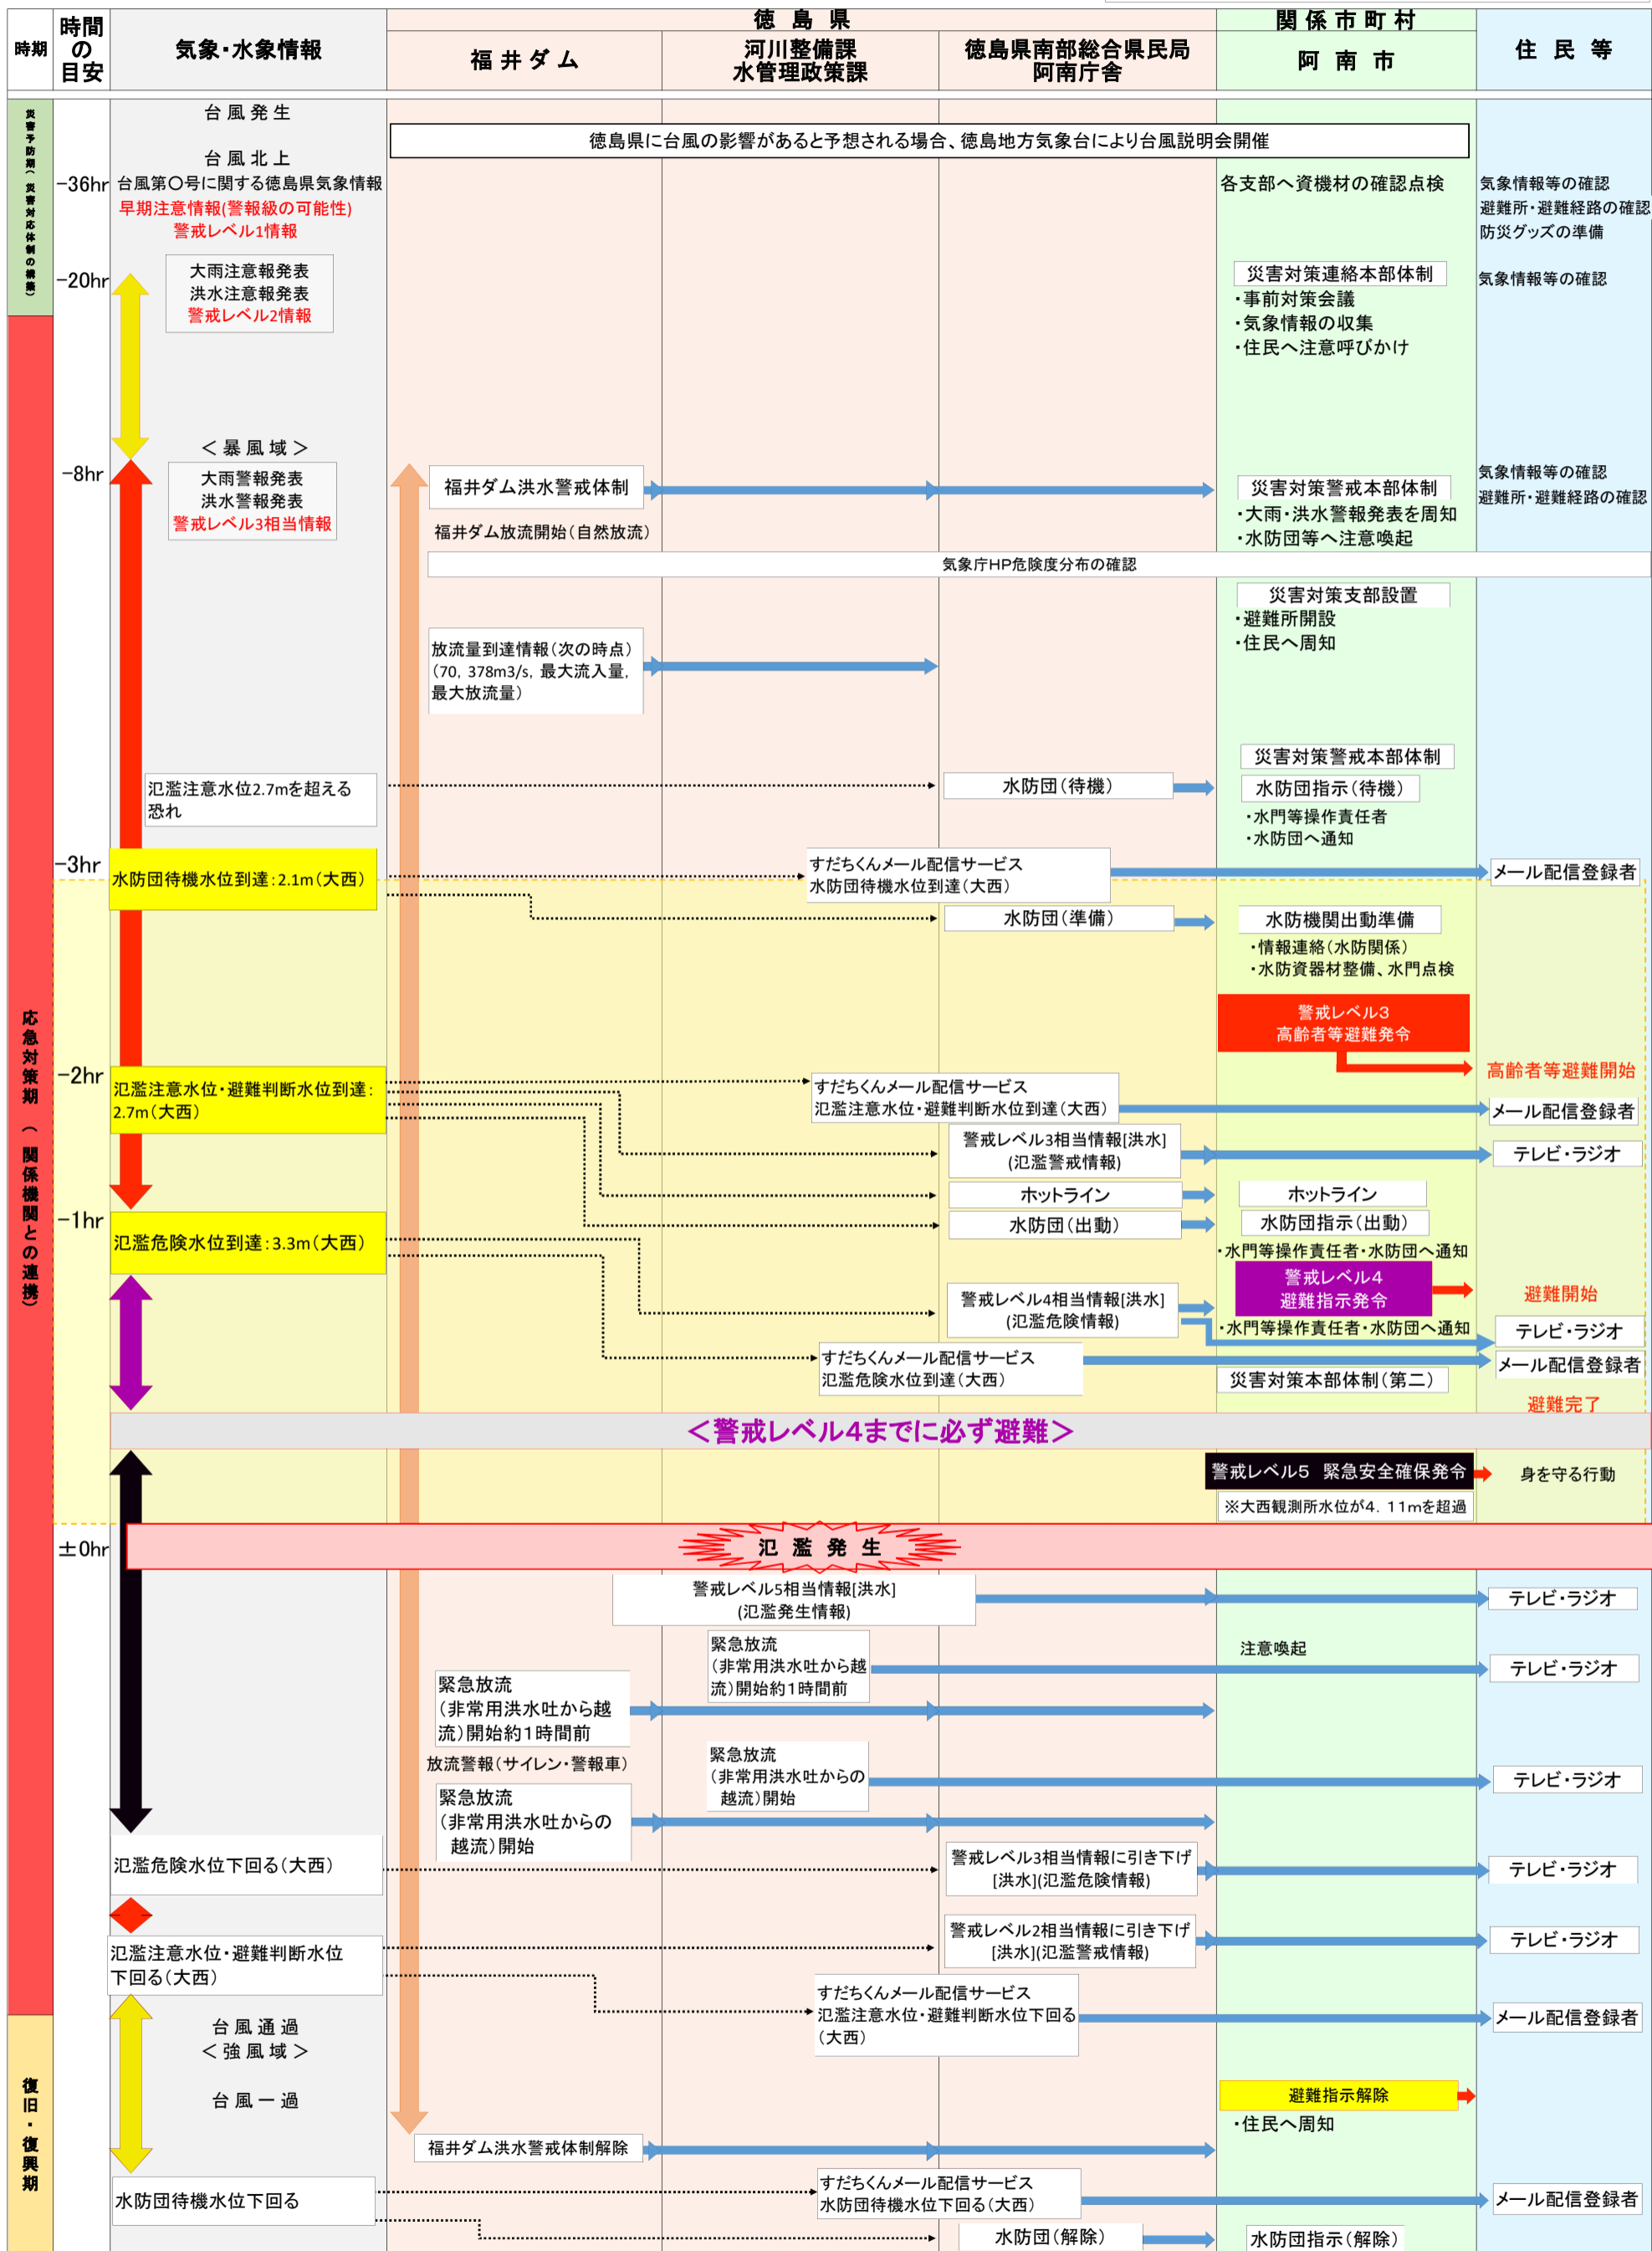 時期
時間
の
目安
気象・水象情報
徳島県
福井ダム
河川整備課
水管理政策課
徳島県南部総合県民局
阿南庁舎
関係市町村
阿南市
住民等
災害予防期（災害対応体制の構築）
台風発生
徳島県に台風の影響があると予想される場合、徳島地方気象台により台風説明会開催
台風北上
-36hr
台風第〇号に関する徳島県気象情報
早期注意情報(警報級の可能性)
警戒レベル1情報
各支部へ資機材の確認点検
気象情報等の確認
避難所・避難経路の確認
防災グッズの準備
-20hr
大雨注意報発表
洪水注意報発表
警戒レベル2情報
災害対策連絡本部体制
・事前対策会議
・気象情報の収集
・住民へ注意呼びかけ
気象情報等の確認
応急対策期（関係機関との連携）
＜暴風域＞
-8hr
大雨警報発表
洪水警報発表
警戒レベル3相当情報
福井ダム洪水警戒体制
福井ダム放流開始（自然放流）
災害対策警戒本部体制
・大雨・洪水警報発表を周知
・水防団等へ注意喚起
気象情報等の確認
避難所・避難経路の確認
気象庁HP危険度分布の確認
災害対策支部設置
・避難所開設
・住民へ周知
放流量到達情報（次の時点）
（70，378m3/s，最大流入量，
最大放流量）
災害対策警戒本部体制
氾濫注意水位2.7mを超える
恐れ
水防団（待機）
水防団指示（待機）
・水門等操作責任者
・水防団へ通知
-3hr
水防団待機水位到達：2.1m（大西）
すだちくんメール配信サービス
水防団待機水位到達（大西）
メール配信登録者
水防団（準備）
水防機関出動準備
・情報連絡（水防関係）
・水防資器材整備、水門点検
警戒レベル３
高齢者等避難発令
高齢者等避難開始
-2hr
氾濫注意水位・避難判断水位到達：
2.7m（大西）
すだちくんメール配信サービス
氾濫注意水位・避難判断水位到達（大西）
メール配信登録者
警戒レベル3相当情報[洪水]
(氾濫警戒情報)
テレビ・ラジオ
ホットライン
ホットライン
水防団（出動）
水防団指示（出動）
・水門等操作責任者・水防団へ通知
-1hr
氾濫危険水位到達：3.3m（大西）
警戒レベル４
避難指示発令
避難開始
警戒レベル4相当情報[洪水]
(氾濫危険情報)
・水門等操作責任者・水防団へ通知
テレビ・ラジオ
すだちくんメール配信サービス
氾濫危険水位到達（大西）
メール配信登録者
災害対策本部体制（第二）
避難完了
＜警戒レベル４までに必ず避難＞
警戒レベル５　緊急安全確保発令
身を守る行動
※大西観測所水位が４．１１ｍを超過
±0hr
氾濫発生
警戒レベル5相当情報[洪水]
(氾濫発生情報)
テレビ・ラジオ
緊急放流
（非常用洪水吐から越
流）開始約１時間前
注意喚起
テレビ・ラジオ
緊急放流
（非常用洪水吐から越
流）開始約１時間前
放流警報（サイレン・警報車）
緊急放流
（非常用洪水吐からの
越流）開始
テレビ・ラジオ
緊急放流
（非常用洪水吐からの
越流）開始
氾濫危険水位下回る（大西）
警戒レベル3相当情報に引き下げ
[洪水](氾濫危険情報)
テレビ・ラジオ
氾濫注意水位・避難判断水位
下回る（大西）
警戒レベル2相当情報に引き下げ
[洪水](氾濫警戒情報)
テレビ・ラジオ
すだちくんメール配信サービス
氾濫注意水位・避難判断水位下回る
（大西）
メール配信登録者
復旧・復興期
台風通過
＜強風域＞
台風一過
避難指示解除
・住民へ周知
福井ダム洪水警戒体制解除
水防団待機水位下回る
すだちくんメール配信サービス
水防団待機水位下回る（大西）
メール配信登録者
水防団（解除）
水防団指示（解除）